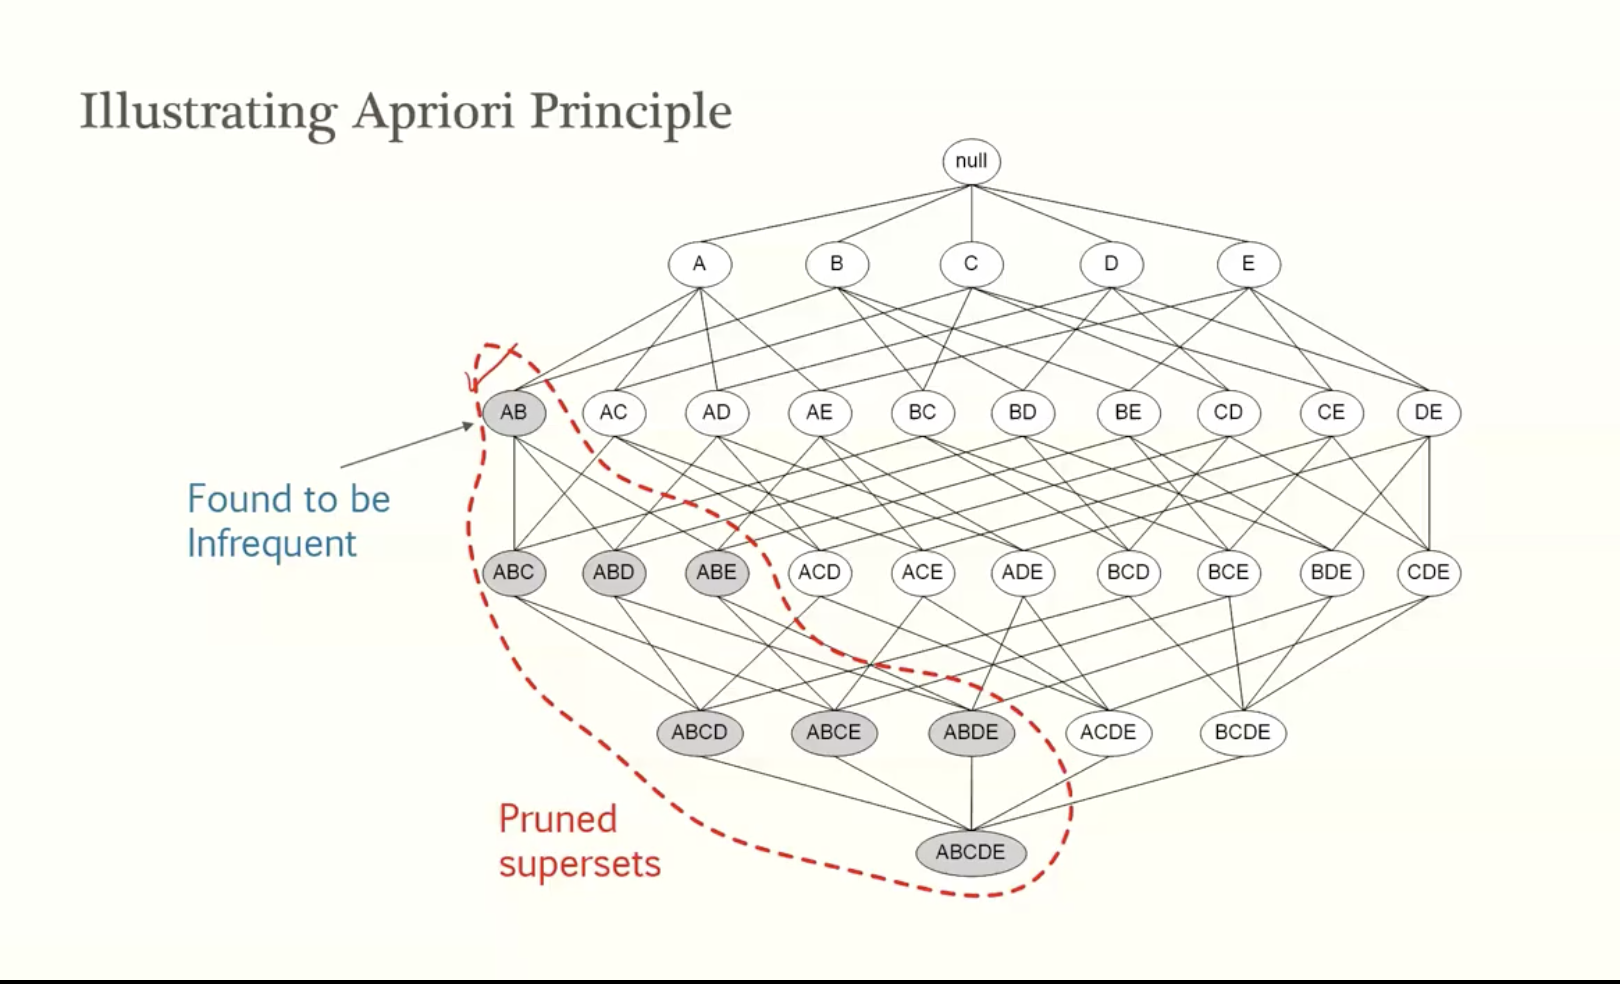 Illustrating Apriori Principle
null
A B C D E
AB AC AD AE BC BD BE CD CE DE
Found to be
Infrequent
ABC ABD ABE ACD ACE ADE BCD BCE BDE CDE
ABCD ABCE ABDE ACDE BCDE
Pruned
supersets
ABCDE